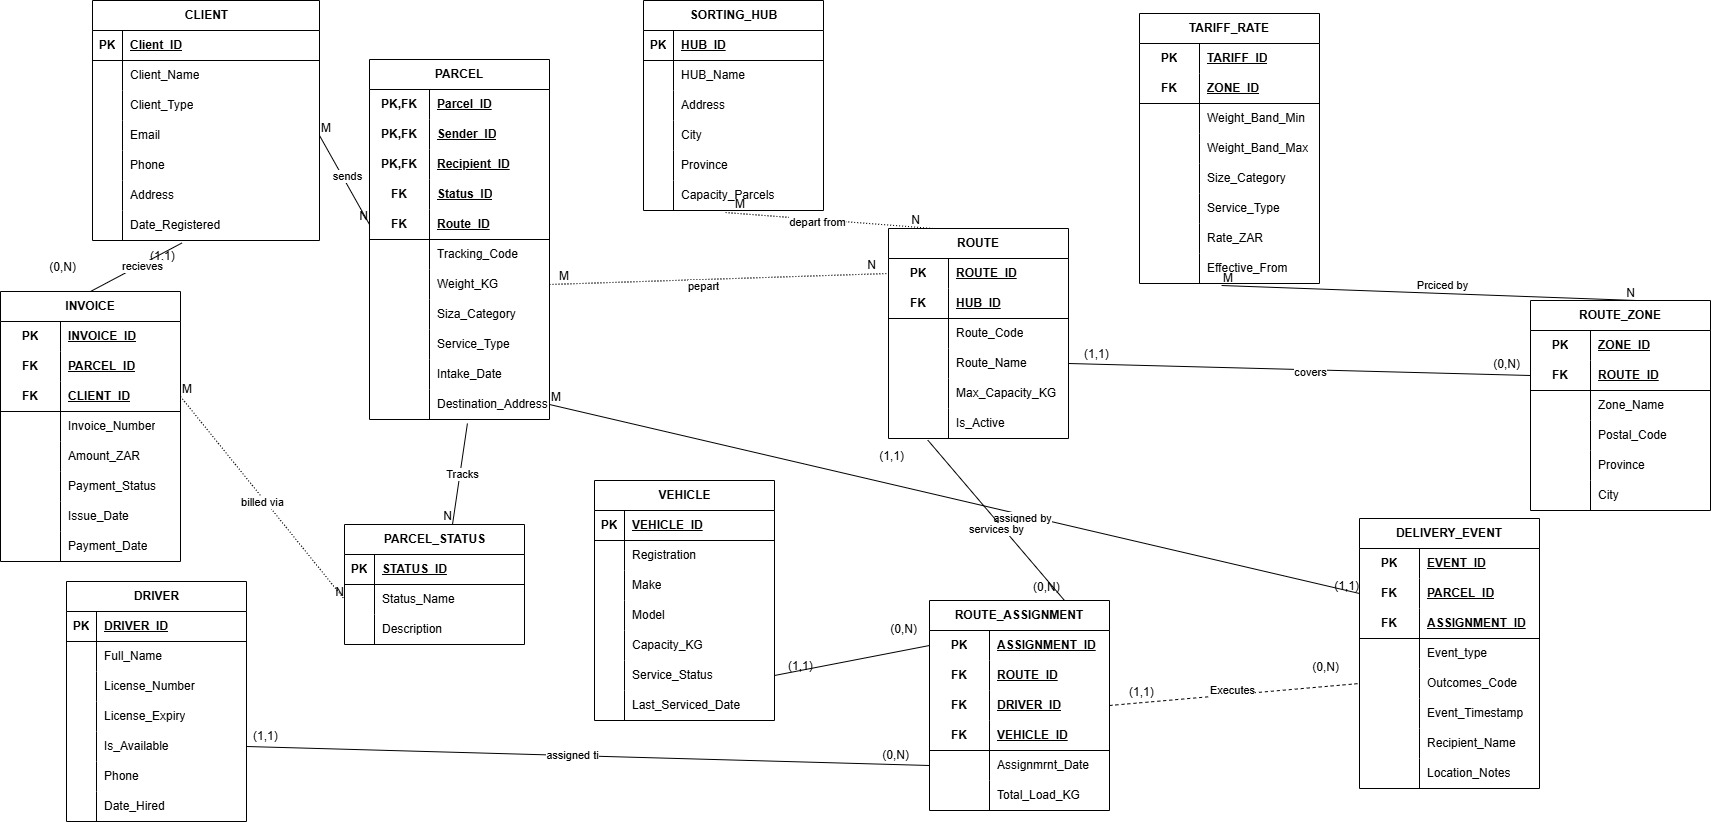 CLIENT
PK Client_ID
Client_Name
Client_Type
Email
Phone
Address
Date_Registered
PARCEL
PK,FK Parcel_ID
PK,FK Sender_ID
PK,FK Recipient_ID
FK Status_ID
FK Route_ID
Tracking_Code
Weight_KG
Siza_Category
Service_Type
Intake_Date
Destination_Address
SORTING_HUB
PK HUB_ID
HUB_Name
Address
City
Province
Capacity_Parcels
TARIFF_RATE
PK TARIFF_ID
FK ZONE_ID
Weight_Band_Min
Weight_Band_Max
Size_Category
Service_Type
Rate_ZAR
Effective_From
M
sends
N
M
depart from
N
ROUTE
PK ROUTE_ID
FK HUB_ID
Route_Code
Route_Name
Max_Capacity_KG
Is_Active
(1,1)
recieves
(0,N)
M
pepart
N
M
Prciced by
N
INVOICE
PK INVOICE_ID
FK PARCEL_ID
FK CLIENT_ID
Invoice_Number
Amount_ZAR
Payment_Status
Issue_Date
Payment_Date
ROUTE_ZONE
PK ZONE_ID
FK ROUTE_ID
Zone_Name
Postal_Code
Province
City
(1,1)
covers
(0,N)
M
billed via
N
Tracks
N
M
assigned by
(1,1)
(1,1)
services by
(0,N)
PARCEL_STATUS
PK STATUS_ID
Status_Name
Description
VEHICLE
PK VEHICLE_ID
Registration
Make
Model
Capacity_KG
Service_Status
Last_Serviced_Date
DELIVERY_EVENT
PK EVENT_ID
FK PARCEL_ID
FK ASSIGNMENT_ID
Event_type
Outcomes_Code
Event_Timestamp
Recipient_Name
Location_Notes
DRIVER
PK DRIVER_ID
Full_Name
License_Number
License_Expiry
Is_Available
Phone
Date_Hired
ROUTE_ASSIGNMENT
PK ASSIGNMENT_ID
FK ROUTE_ID
FK DRIVER_ID
FK VEHICLE_ID
Assignmrnt_Date
Total_Load_KG
(1,1)
(0,N)
(1,1)
Executes
(0,N)
(1,1)
assigned ti
(0,N)